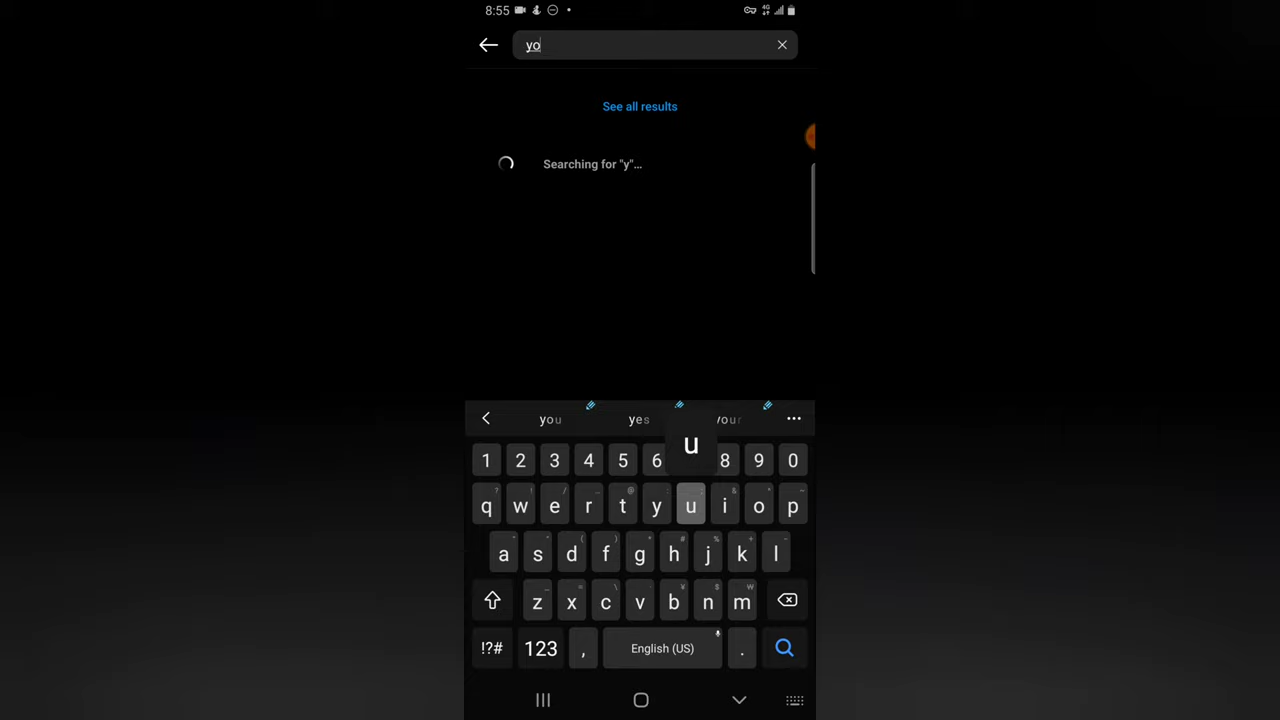 8:55 4G
yo
See all results
Searching for "y"...
you yes your
u
1 2 3 4 5 6 8 9 0
q w e r t y u i o p
a s d f g h j k l
z x c v b n m
!?# 123 , English (US) .